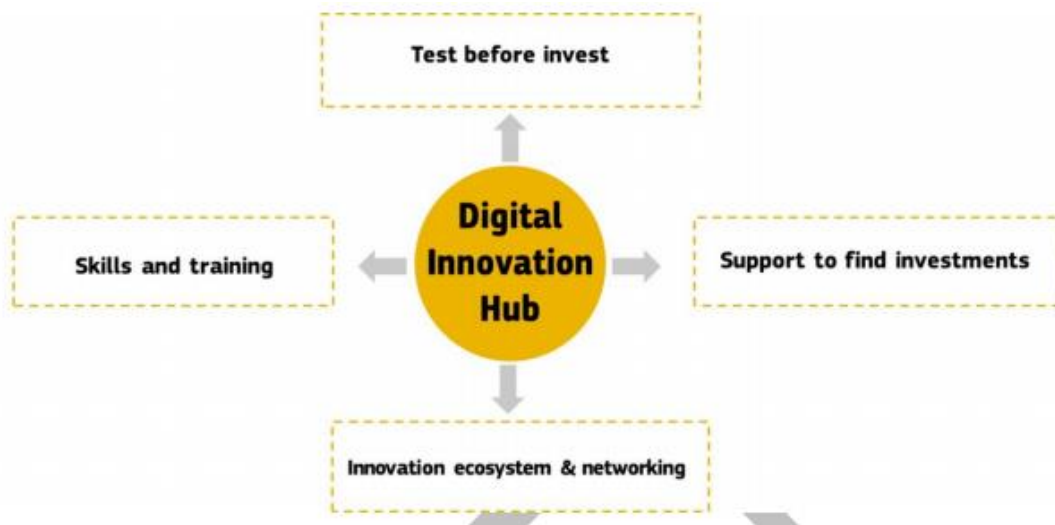 Test before invest
Skills and training
Digital
Innovation
Hub
Support to find investments
Innovation ecosystem & networking